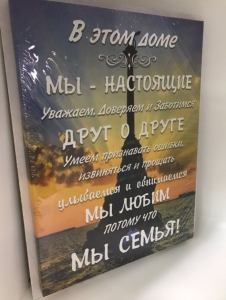 В этом доме
МЫ - НАСТОЯЩИЕ
Уважаем, Доверяем и Заботимся
ДРУГ О ДРУГЕ
Умеем признавать ошибки,
извиняться и прощать
улыбаемся и обнимаемся
МЫ ЛЮБИМ
ПОТОМУ ЧТО
МЫ СЕМЬЯ!